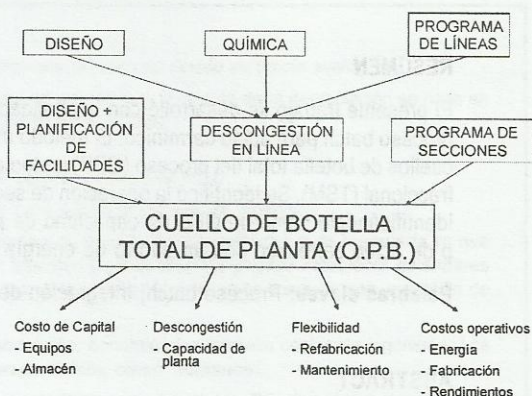 DISEÑO
QUÍMICA
PROGRAMA
DE LÍNEAS
DISEÑO +
PLANIFICACIÓN
DE
FACILIDADES
DESCONGESTIÓN
EN LÍNEA
PROGRAMA DE
SECCIONES
CUELLO DE BOTELLA
TOTAL DE PLANTA (O.P.B.)
Costo de Capital
- Equipos
- Almacén
Descongestión
- Capacidad de
planta
Flexibilidad
- Refabricación
- Mantenimiento
Costos operativos
- Energía
- Fabricación
- Rendimientos